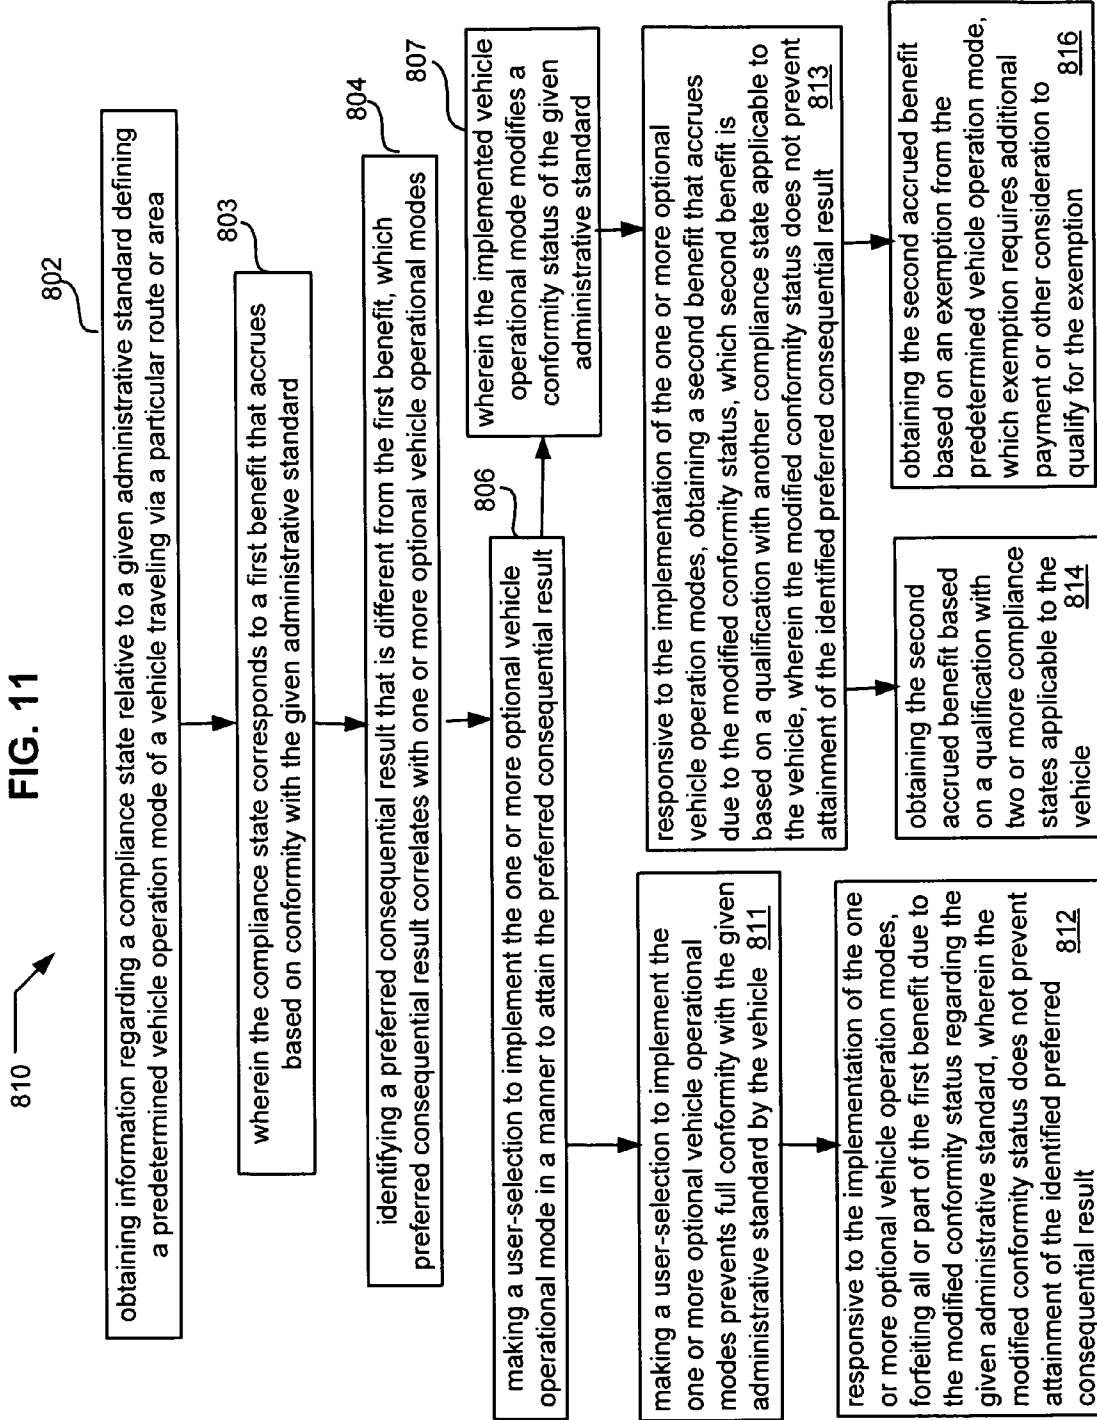 FIG. 11
810
802
obtaining information regarding a compliance state relative to a given administrative standard defining
a predetermined vehicle operation mode of a vehicle traveling via a particular route or area
803
wherein the compliance state corresponds to a first benefit that accrues
based on conformity with the given administrative standard
804
identifying a preferred consequential result that is different from the first benefit, which
preferred consequential result correlates with one or more optional vehicle operational modes
806
making a user-selection to implement the one or more optional vehicle
operational mode in a manner to attain the preferred consequential result
807
wherein the implemented vehicle
operational mode modifies a
conformity status of the given
administrative standard
making a user-selection to implement the
one or more optional vehicle operational
modes prevents full conformity with the given
administrative standard by the vehicle 811
responsive to the implementation of the one
or more optional vehicle operation modes,
forfeiting all or part of the first benefit due to
the modified conformity status regarding the
given administrative standard, wherein the
modified conformity status does not prevent
attainment of the identified preferred
consequential result 812
responsive to the implementation of the one or more optional
vehicle operation modes, obtaining a second benefit that accrues
due to the modified conformity status, which second benefit is
based on a qualification with another compliance state applicable to
the vehicle, wherein the modified conformity status does not prevent
attainment of the identified preferred consequential result 813
obtaining the second
accrued benefit based
on a qualification with
two or more compliance
states applicable to the
vehicle 814
obtaining the second accrued benefit
based on an exemption from the
predetermined vehicle operation mode,
which exemption requires additional
payment or other consideration to
qualify for the exemption 816